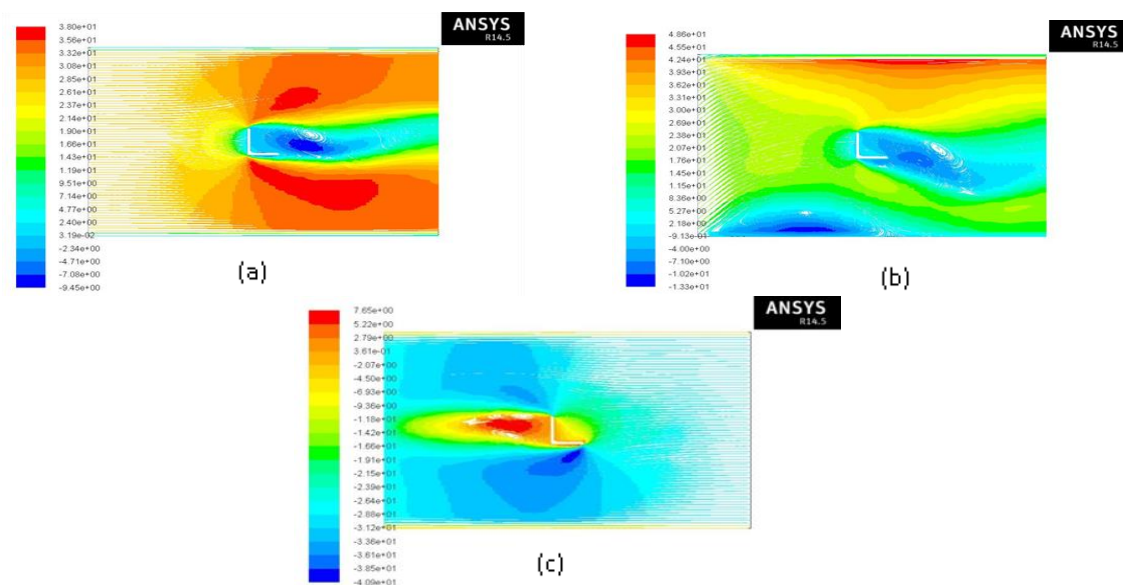 3.80e+01
3.56e+01
3.32e+01
3.08e+01
2.85e+01
2.61e+01
2.37e+01
2.14e+01
1.90e+01
1.66e+01
1.43e+01
1.19e+01
9.51e+00
7.14e+00
4.77e+00
2.40e+00
3.19e-02
-2.34e+00
-4.71e+00
-7.08e+00
-9.45e+00
ANSYS
R14.5
(a)
4.86e+01
4.55e+01
4.24e+01
3.93e+01
3.62e+01
3.31e+01
3.00e+01
2.69e+01
2.38e+01
2.07e+01
1.76e+01
1.45e+01
1.15e+01
8.36e+00
5.27e+00
2.18e+00
-9.13e-01
-4.00e+00
-7.10e+00
-1.02e+01
-1.33e+01
ANSYS
R14.5
(b)
7.65e+00
5.22e+00
2.79e+00
3.61e-01
-2.07e+00
-4.50e+00
-6.93e+00
-9.36e+00
-1.18e+01
-1.42e+01
-1.66e+01
-1.91e+01
-2.15e+01
-2.39e+01
-2.64e+01
-2.88e+01
-3.12e+01
-3.36e+01
-3.61e+01
-3.85e+01
-4.09e+01
ANSYS
R14.5
(c)